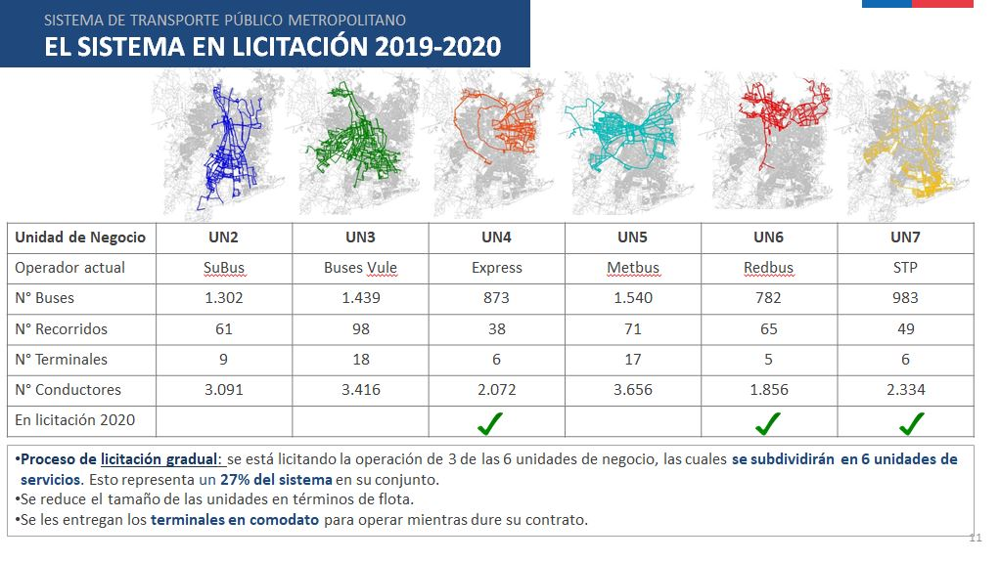 SISTEMA DE TRANSPORTE PÚBLICO METROPOLITANO
EL SISTEMA EN LICITACIÓN 2019-2020
Unidad de Negocio UN2 UN3 UN4 UN5 UN6 UN7
Operador actual SuBus Buses Vule Express Metbus Redbus STP
N° Buses 1.302 1.439 873 1.540 782 983
N° Recorridos 61 98 38 71 65 49
N° Terminales 9 18 6 17 5 6
N° Conductores 3.091 3.416 2.072 3.656 1.856 2.334
En licitación 2020 ✓ ✓ ✓
•Proceso de licitación gradual: se está licitando la operación de 3 de las 6 unidades de negocio, las cuales se subdividirán en 6 unidades de
servicios. Esto representa un 27% del sistema en su conjunto.
•Se reduce el tamaño de las unidades en términos de flota.
•Se les entregan los terminales en comodato para operar mientras dure su contrato.
11